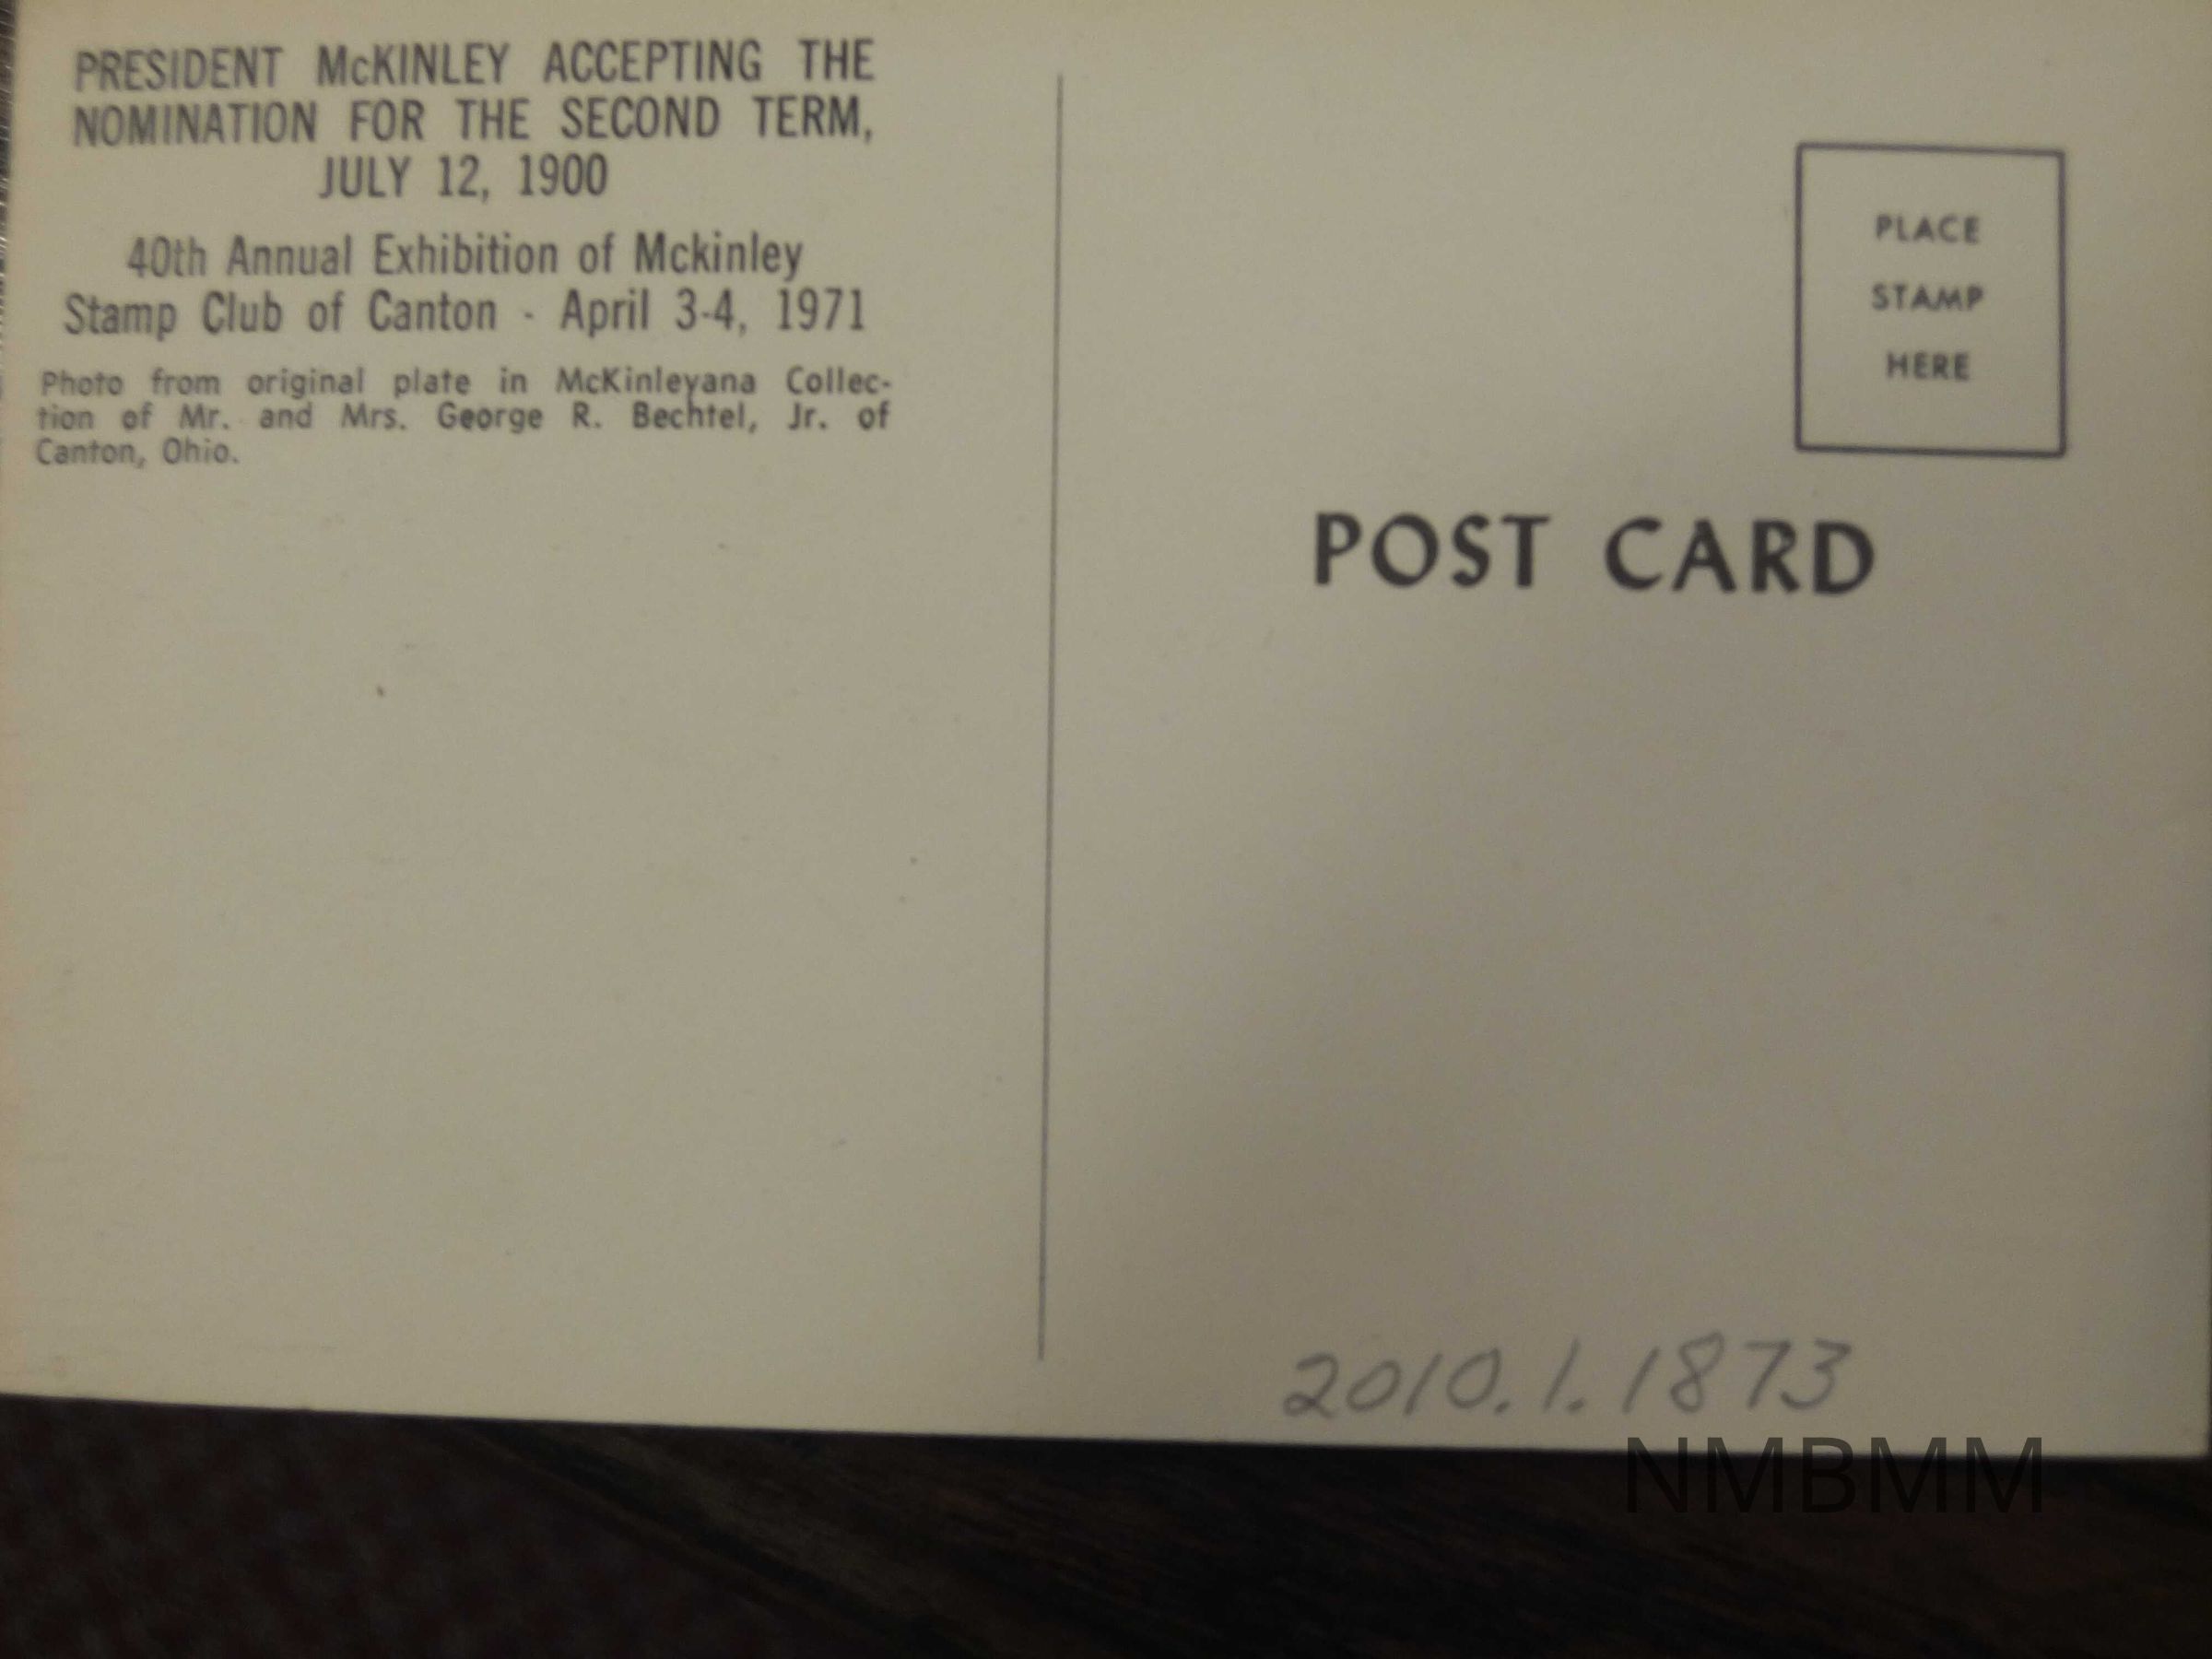 PRESIDENT McKINLEY ACCEPTING THE
NOMINATION FOR THE SECOND TERM,
JULY 12, 1900
40th Annual Exhibition of Mckinley
Stamp Club of Canton - April 3-4, 1971
Photo from original plate in McKinleyana Collec-
tion of Mr. and Mrs. George R. Bechtel, Jr. of
Canton, Ohio.
PLACE
STAMP
HERE
POST CARD
2010.1.1873
NMBMM